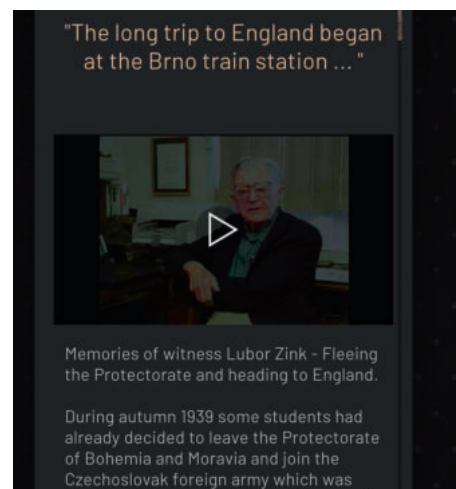 "The long trip to England began
at the Brno train station ... "
Memories of witness Lubor Zink - Fleeing
the Protectorate and heading to England.
During autumn 1939 some students had
already decided to leave the Protectorate
of Bohemia and Moravia and join the
Czechoslovak foreign army which was